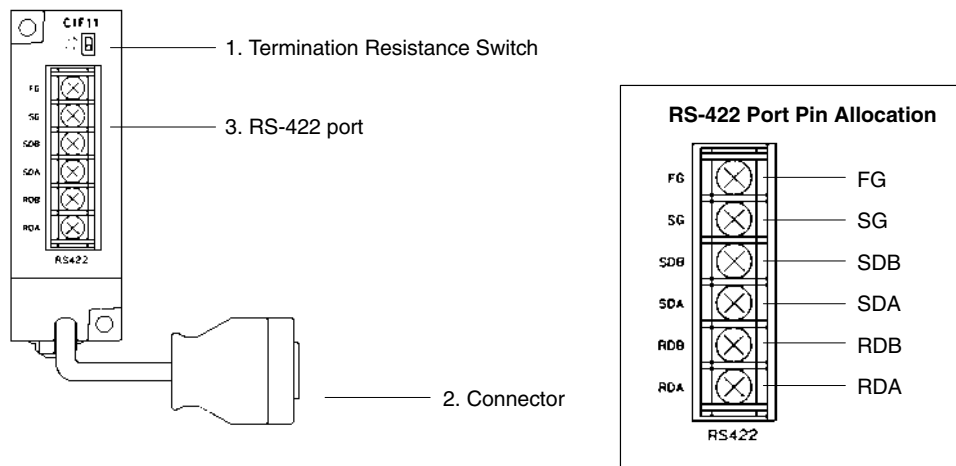 CIF11
1. Termination Resistance Switch
FG
SG
SDB
SDA
RDB
RDA
RS422
3. RS-422 port
2. Connector
RS-422 Port Pin Allocation
FG
FG
SG
SG
SDB
SDB
SDA
SDA
RDB
RDB
RDA
RDA
RS422